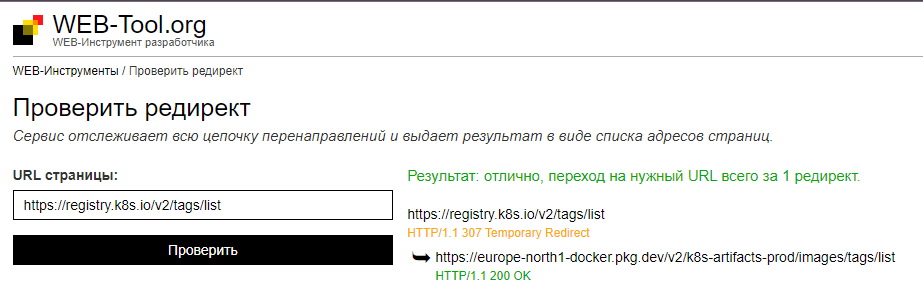 WEB-Tool.org
WEB-Инструмент разработчика
WEB-Инструменты / Проверить редирект
Проверить редирект
Сервис отслеживает всю цепочку перенаправлений и выдает результат в виде списка адресов страниц.
URL страницы:
https://registry.k8s.io/v2/tags/list
Проверить
Результат: отлично, переход на нужный URL всего за 1 редирект.
https://registry.k8s.io/v2/tags/list
HTTP/1.1 307 Temporary Redirect
https://europe-north1-docker.pkg.dev/v2/k8s-artifacts-prod/images/tags/list
HTTP/1.1 200 OK